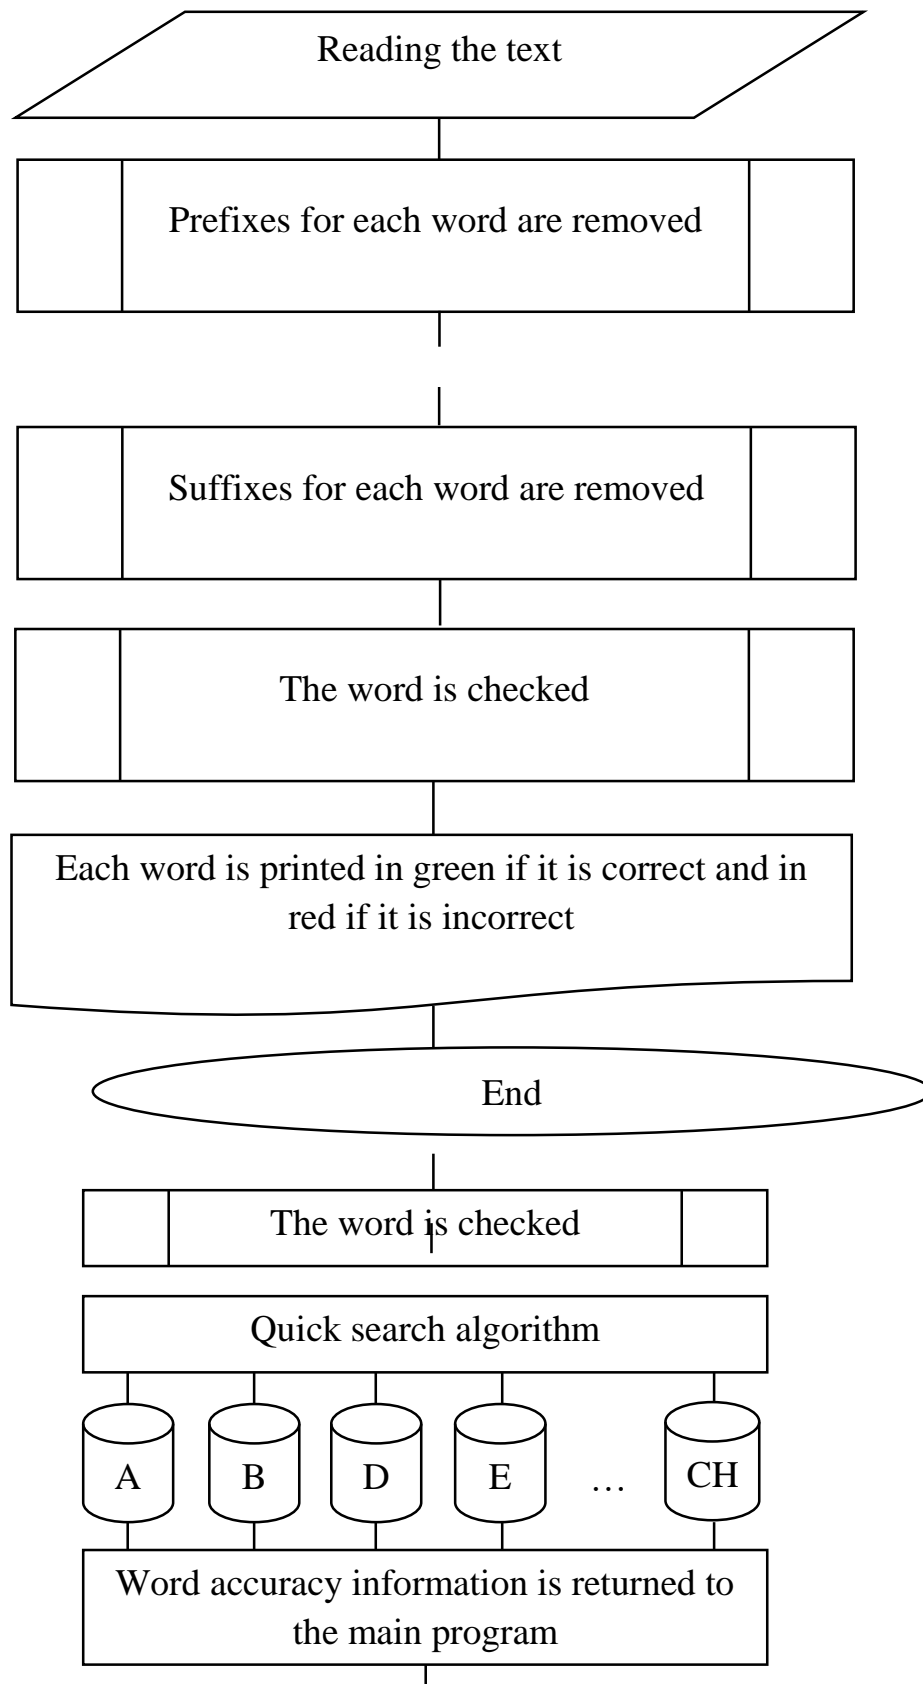 Reading the text
Prefixes for each word are removed
Suffixes for each word are removed
The word is checked
Each word is printed in green if it is correct and in
red if it is incorrect
End
The word is checked
Quick search algorithm
A B D E … CH
Word accuracy information is returned to
the main program